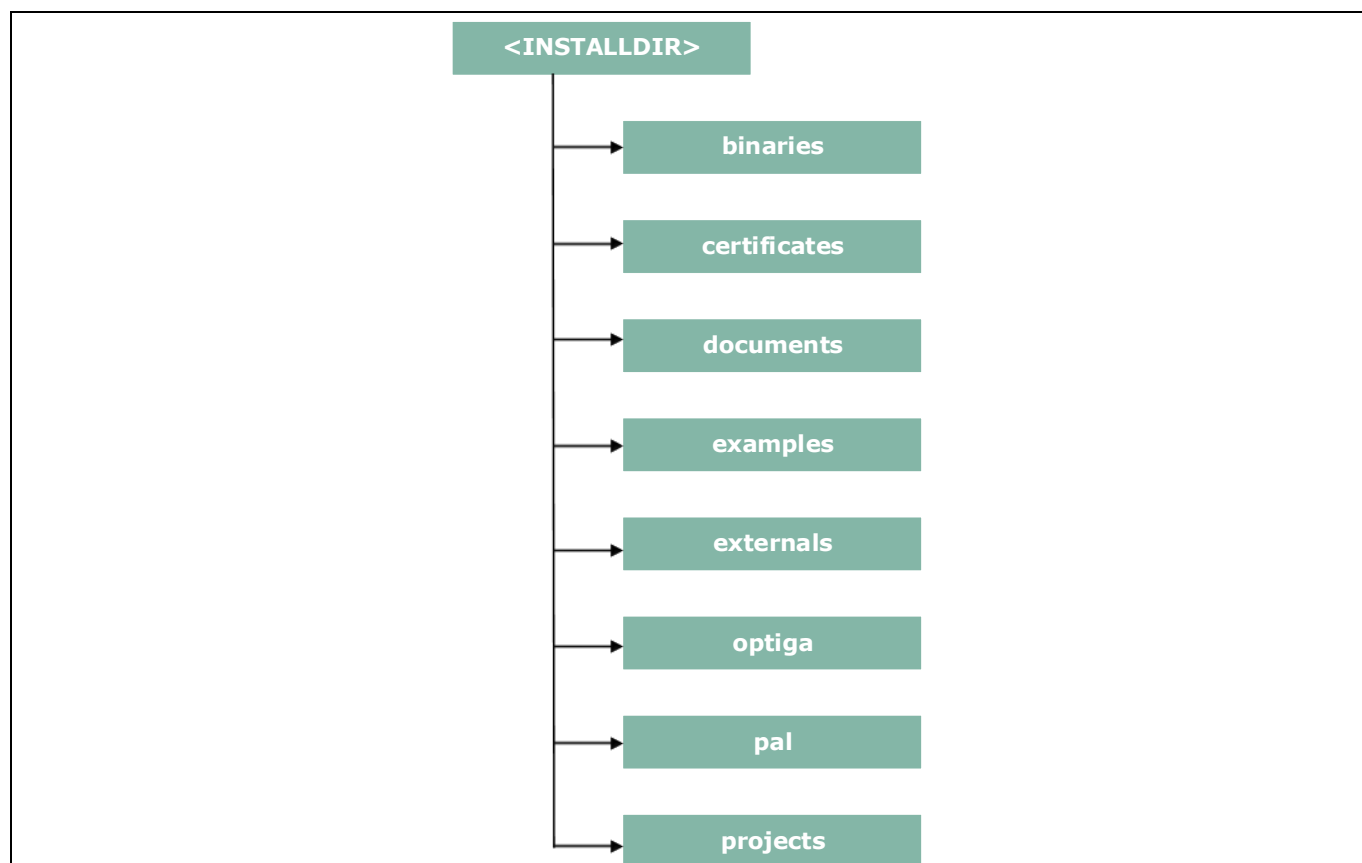 <INSTALLDIR>
binaries
certificates
documents
examples
externals
optiga
pal
projects